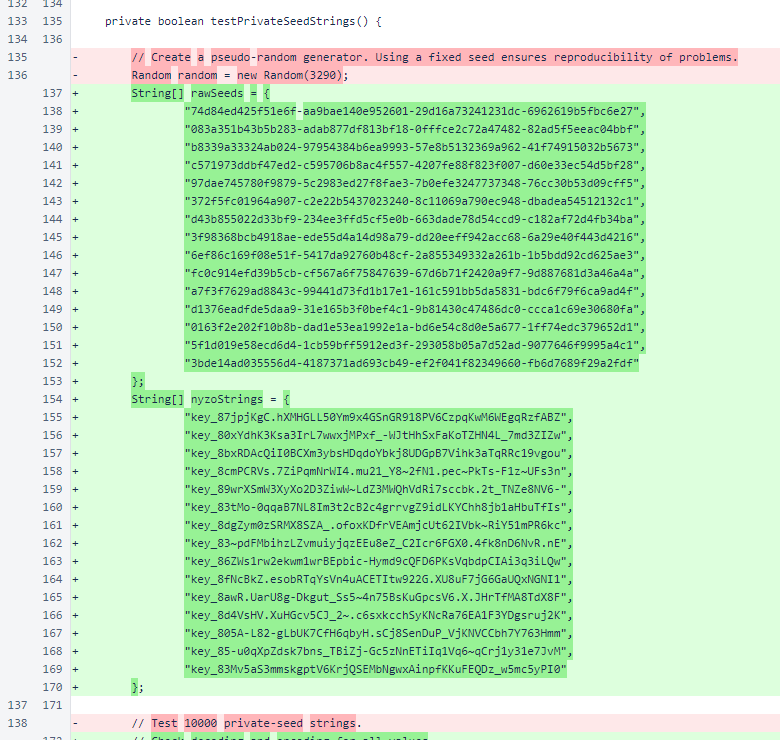 132 134
133 135 private boolean testPrivateSeedStrings() {
134 136
135 - // Create a pseudo-random generator. Using a fixed seed ensures reproducibility of problems.
136 - Random random = new Random(3290);
137 + String[] rawSeeds = {
138 + "74d84ed425f51e6f-aa9bae140e952601-29d16a73241231dc-6962619b5fbc6e27",
139 + "083a351b43b5b283-adab877df813bf18-0fffce2c72a47482-82ad5f5eeac04bbf",
140 + "b8339a33324ab024-97954384b6ea9993-57e8b5132369a962-41f74915032b5673",
141 + "c571973ddbf47ed2-c595706b8ac4f557-4207fe88f823f007-d60e33ec54d5bf28",
142 + "97dae745780f9879-5c2983ed27f8fae3-7b0efe3247737348-76cc30b53d09cff5",
143 + "372f5fc01964a907-c2e22b5437023240-8c11069a790ec948-dbadea54512132c1",
144 + "d43b855022d33bf9-234ee3ffd5cf5e0b-663dade78d54ccd9-c182af72d4fb34ba",
145 + "3f98368bcb4918ae-ede55d4a14d98a79-dd20eeff942acc68-6a29e40f443d4216",
146 + "6ef86c169f08e51f-5417da92760b48cf-2a855349332a261b-1b5bdd92cd625ae3",
147 + "fc0c914efd39b5cb-cf567a6f75847639-67d6b71f2420a9f7-9d887681d3a46a4a",
148 + "a7f3f7629ad8843c-99441d73fd1b17e1-161c591bb5da5831-bdc6f79f6ca9ad4f",
149 + "d1376eadfde5daa9-31e165b3f0bef4c1-9b81430c47486dc0-ccca1c69e30680fa",
150 + "0163f2e202f10b8b-dad1e53ea1992e1a-bd6e54c8d0e5a677-1ff74edc379652d1",
151 + "5f1d019e58ecd6d4-1cb59bff5912ed3f-293058b05a7d52ad-9077646f9995a4c1",
152 + "3bde14ad035556d4-4187371ad693cb49-ef2f041f82349660-fb6d7689f29a2fdf"
153 + };
154 + String[] nyzoStrings = {
155 + "key_87jpjKgC.hXMHGLL50Ym9x4GSnGR918PV6CzpqKwM6WEgqRzfABZ",
156 + "key_80xYdhK3Ksa3IrL7wwxjMPxf_-WJtHhSxFaKoTZHN4L_7md3ZIZw",
157 + "key_8bxRDAcQiI0BCXm3ybsHDqdoYbkj8UDGpB7Vihk3aTqRRc19vgou",
158 + "key_8cmPCRVs.7ZiPqmNrWI4.mu21_Y8~2fN1.pec~PkTs-F1z~UFs3n",
159 + "key_89wrXSmW3XyXo2D3ZiwW~LdZ3MWQhVdRi7sccbk.2t_TNZe8NV6-",
160 + "key_83tMo-0qqaB7NL8Im3t2cB2c4grrvgZ9idLKYChh8jb1aHbuTfIs",
161 + "key_8dgZym0zSRMX8SZA_.ofoxKDfrVEAmjcUt62IVbk~RiY51mPR6kc",
162 + "key_83~pdFMbihzLZvmuiyjqzEEu8eZ_C2Icr6FGX0.4fk8nD6NvR.nE",
163 + "key_86ZWs1rw2ekwm1wrBEpbic-Hymd9cQFD6PKsVqbdpCIAi3q3iLQw",
164 + "key_8fNcBkZ.esobRTqYsVn4uACETItw922G.XU8uF7jG6GaUQxNGNI1",
165 + "key_8awR.UarU8g-Dkgut_Ss5~4n75BsKuGpcsV6.X.JHrTfMA8TdX8F",
166 + "key_8d4VsHV.XuHGcv5CJ_2~.c6sxkcchSyKNcRa76EA1F3YDgsruj2K",
167 + "key_805A-L82-gLbUK7CfH6qbyH.sCj8SenDuP_VjKNVCCbh7Y763Hmm",
168 + "key_85-u0qXpZdsk7bns_TBiZj-Gc5zNnETiIq1Vq6~qCrj1y31e7JvM",
169 + "key_83Mv5aS3mmskgptV6KrjQSEMbNgwxAinpfKKuFEQDz_w5mc5yPI0"
170 + };
137 171
138 - // Test 10000 private-seed strings.